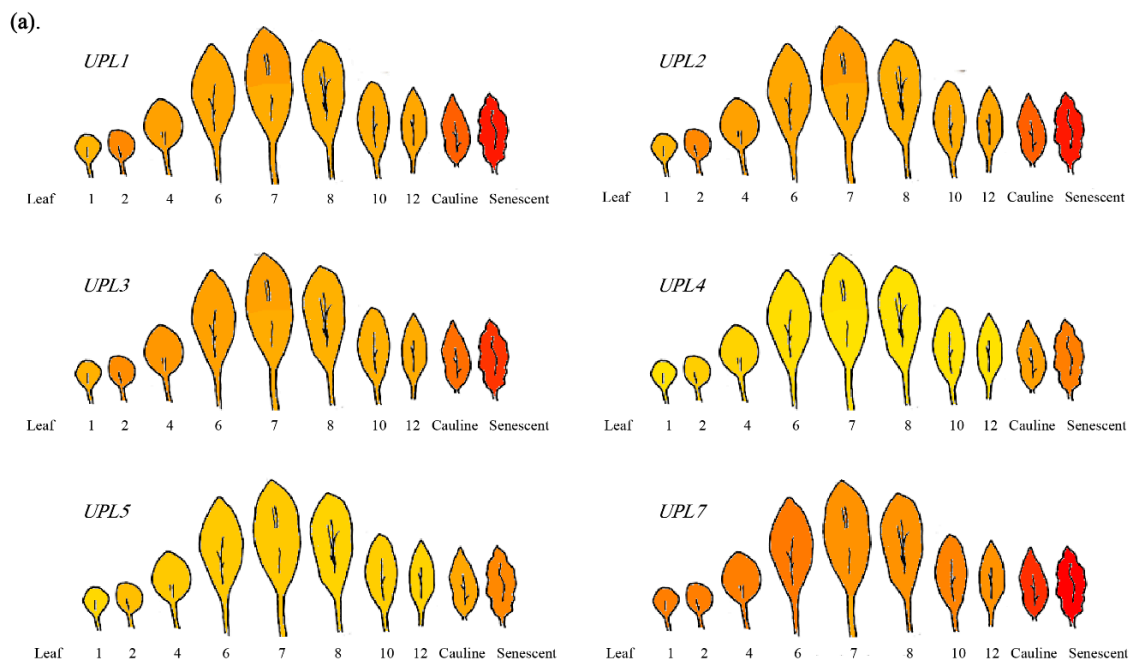 (a).
UPL1 UPL2
Leaf 1 2 4 6 7 8 10 12 Cauline Senescent Leaf 1 2 4 6 7 8 10 12 Cauline Senescent
UPL3 UPL4
Leaf 1 2 4 6 7 8 10 12 Cauline Senescent Leaf 1 2 4 6 7 8 10 12 Cauline Senescent
UPL5 UPL7
Leaf 1 2 4 6 7 8 10 12 Cauline Senescent Leaf 1 2 4 6 7 8 10 12 Cauline Senescent